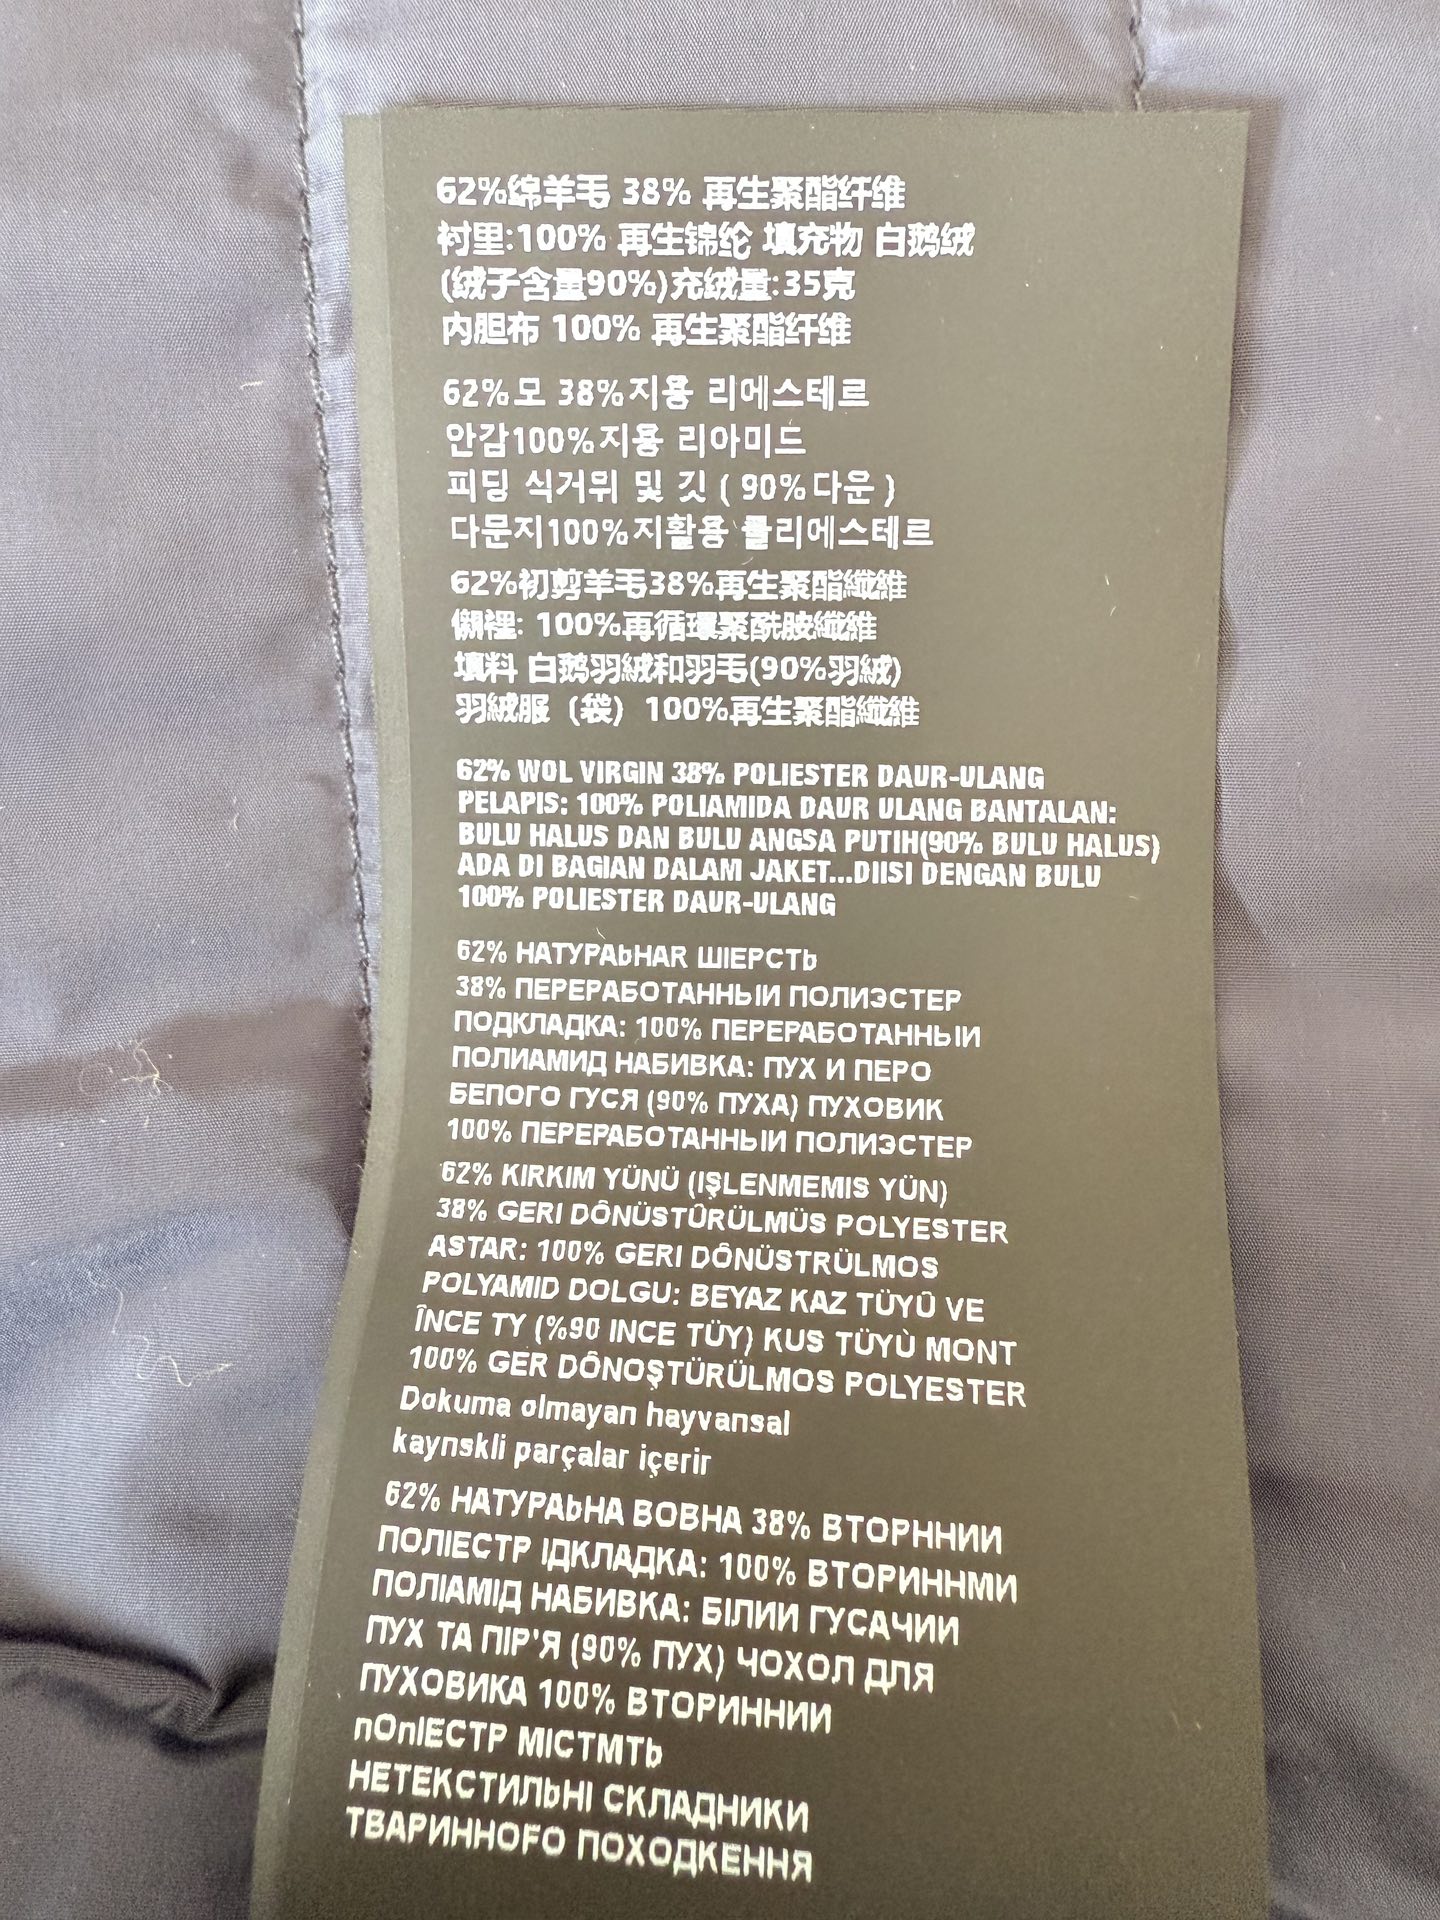 62%绵羊毛 38% 再生聚酯纤维
衬里:100% 再生锦纶 填充物 白鹅绒
(绒子含量90%)充绒量:35克
内胆布 100% 再生聚酯纤维
62%모 38%지용 리에스테르
안감100%지용 리아미드
피딩 식거위 및 깃 ( 90%다운 )
다문지100%지활용 폴리에스테르
62%初剪羊毛38%再生聚酯纖維
儭裡: 100%再循環聚酰胺纖維
填料 白鹅羽絨和羽毛(90%羽絨)
羽絨服（袋）100%再生聚酯纖維
62% WOL VIRGIN 38% POLIESTER DAUR-ULANG
PELAPIS: 100% POLIAMIDA DAUR ULANG BANTALAN:
BULU HALUS DAN BULU ANGSA PUTIH(90% BULU HALUS)
ADA DI BAGIAN DALAM JAKET...DIISI DENGAN BULU
100% POLIESTER DAUR-ULANG
62% НАТУРАЬНАR ШІЕРСТЬ
38% ПЕРЕРАБОТАННЫИ ПОЛИЭСТЕР
ПОДКЛАДКА: 100% ПЕРЕРАБОТАННЫИ
ПОЛИАМИД НАБИВКА: ПУХ И ПЕРО
БЕПОГО ГУСЯ (90% ПУХА) ПУХОВИК
100% ПЕРЕРАБОТАННЫИ ПОЛИЭСТЕР
62% KIRKIM YÜNÜ (IŞLENMEMIS YÜN)
38% GERI DÔNÜSTÛRÜLMÜS POLYESTER
ASTAR: 100% GERI DÔNÜSTRÜLMOS
POLYAMID DOLGU: BEYAZ KAZ TÜYÛ VE
ÎNCE TY (%90 INCE TÜY) KUS TÜYÙ MONT
100% GER DÔNOŞTÜRÜLMOS POLYESTER
Dokuma olmayan hayvansal
kaynskli parçalar içerir
62% НАТУРАЬНА ВОВНА 38% ВТОРННИИ
ПОЛІЕСТР ІДКЛАДКА: 100% ВТОРИННМИ
ПОЛІАМІД НАБИВКА: БІЛИИ ГУСАЧИИ
ПУХ ТА ПІР'Я (90% ПУХ) ЧОХОЛ ДЛЯ
ПУХОВИКА 100% ВТОРИННИИ
пОпІЕСТР МІСТМТЬ
НЕТЕКСТИЛЬНІ СКЛАДНИКИ
ТВАРИННОFО ПОХОДКЕННЯ